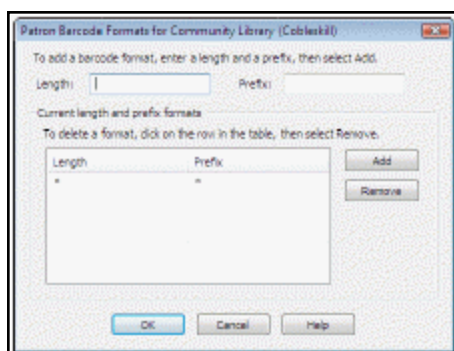 Patron Barcode Formats for Community Library (Cobleskill)
To add a barcode format, enter a length and a prefix, then select Add.
Length: Prefix:
Current length and prefix formats
To delete a format, click on the row in the table, then select Remove.
Length Prefix
* *
Add
Remove
OK Cancel Help